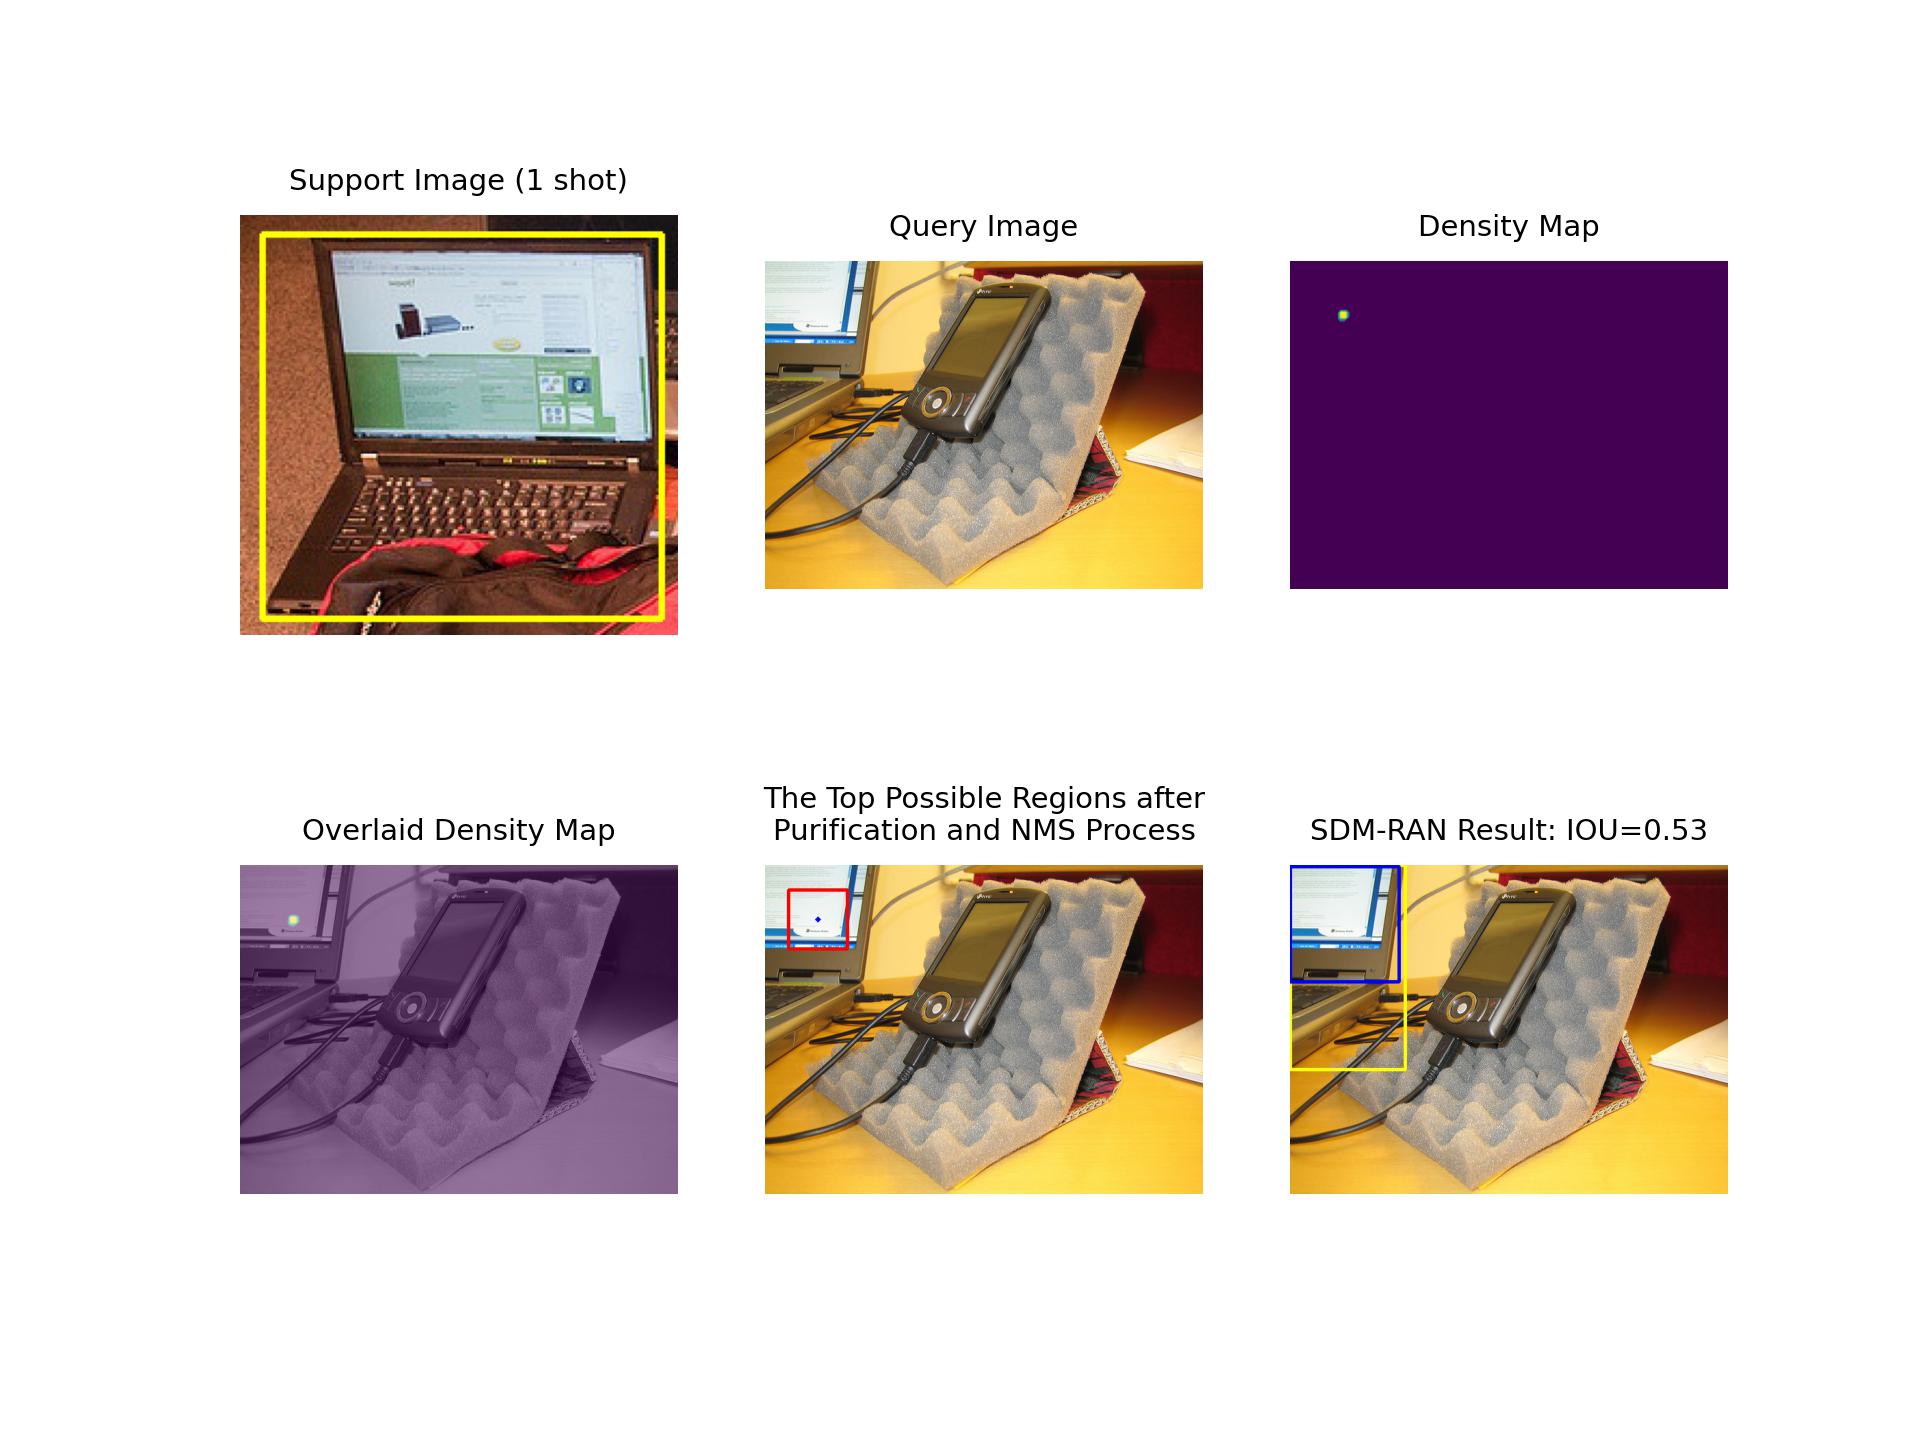 Support Image (1 shot)
Query Image
Density Map
woot!
Overlaid Density Map
The Top Possible Regions after
Purification and NMS Process
SDM-RAN Result: IOU=0.53